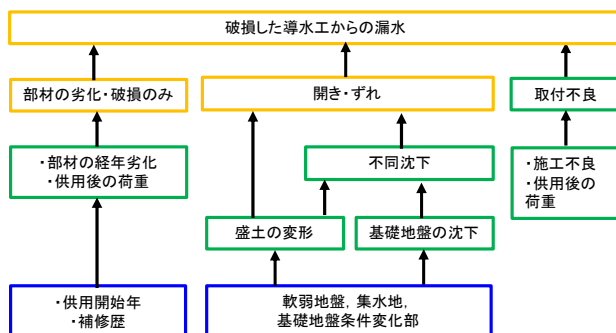 破損した導水工からの漏水
部材の劣化・破損のみ
開き・ずれ
取付不良
・部材の経年劣化
・供用後の荷重
不同沈下
・施工不良
・供用後の
荷重
盛土の変形
基礎地盤の沈下
・供用開始年
・補修歴
軟弱地盤, 集水地,
基礎地盤条件変化部